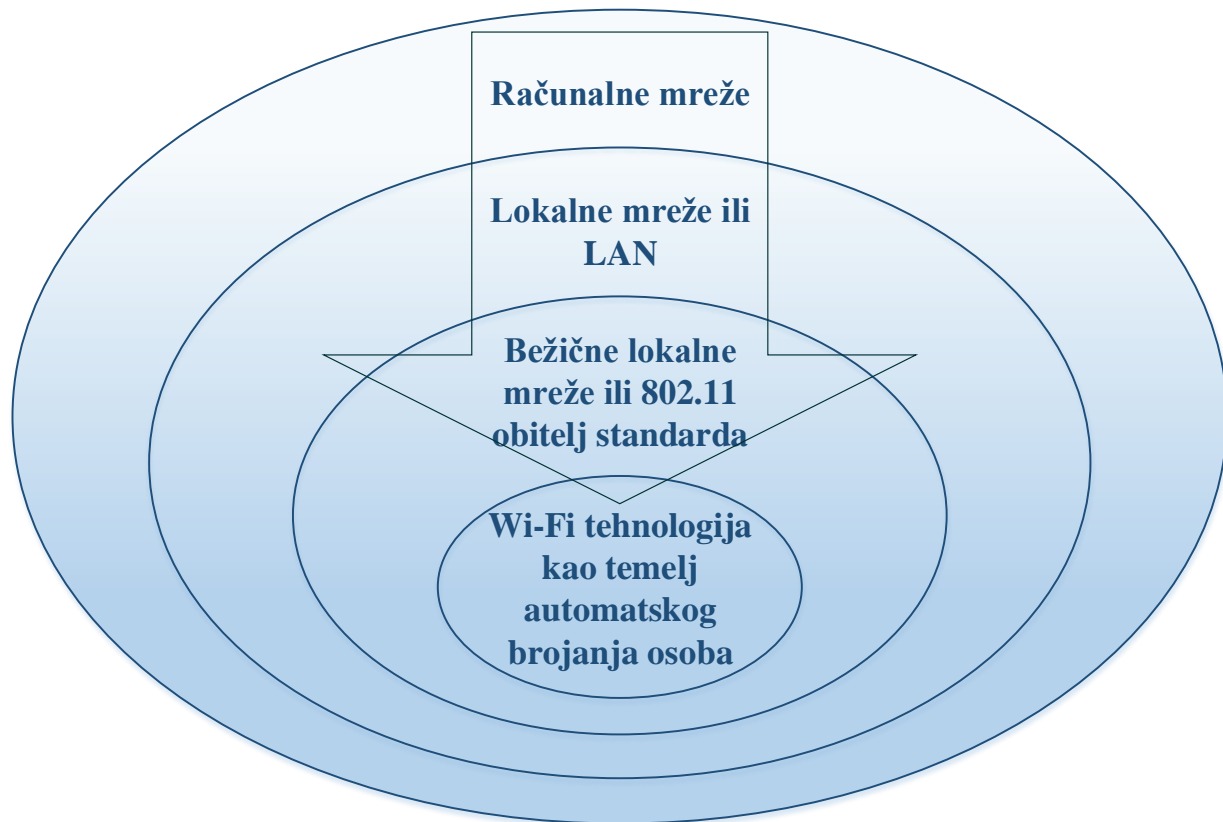 Računalne mreže
Lokalne mreže ili
LAN
Bežične lokalne
mreže ili 802.11
obitelj standarda
Wi-Fi tehnologija
kao temelj
automatskog
brojanja osoba